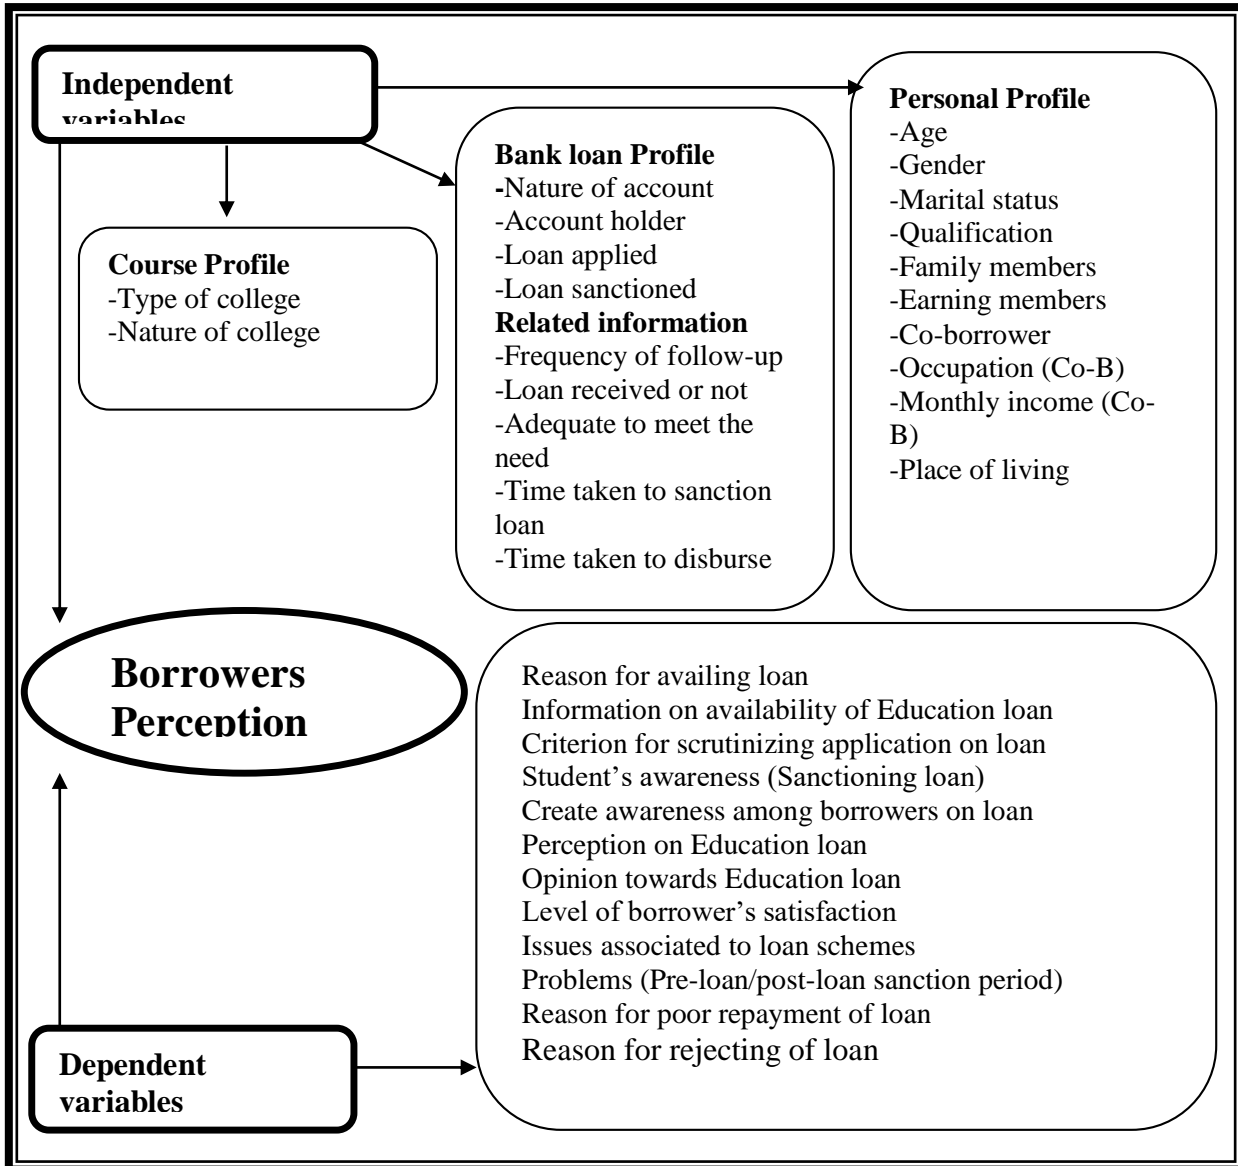 Independent
variables
Personal Profile
-Age
-Gender
-Marital status
-Qualification
-Family members
-Earning members
-Co-borrower
-Occupation (Co-B)
-Monthly income (Co-
B)
-Place of living
Bank loan Profile
-Nature of account
-Account holder
-Loan applied
-Loan sanctioned
Related information
-Frequency of follow-up
-Loan received or not
-Adequate to meet the
need
-Time taken to sanction
loan
-Time taken to disburse
Course Profile
-Type of college
-Nature of college
Borrowers
Perception
Reason for availing loan
Information on availability of Education loan
Criterion for scrutinizing application on loan
Student’s awareness (Sanctioning loan)
Create awareness among borrowers on loan
Perception on Education loan
Opinion towards Education loan
Level of borrower’s satisfaction
Issues associated to loan schemes
Problems (Pre-loan/post-loan sanction period)
Reason for poor repayment of loan
Reason for rejecting of loan
Dependent
variables